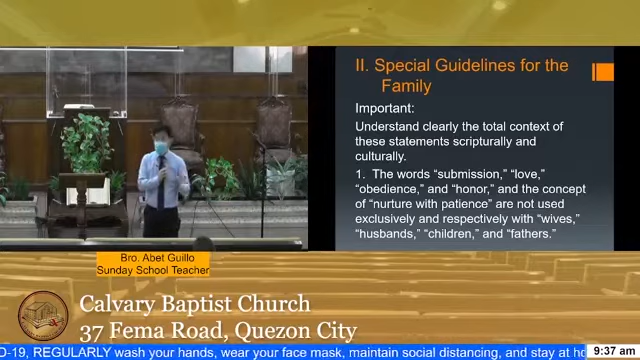 II. Special Guidelines for the
Family
Important:
Understand clearly the total context of
these statements scripturally and
culturally.
1. The words “submission,” “love,”
“obedience,” and “honor,” and the concept
of “nurture with patience” are not used
exclusively and respectively with “wives,”
“husbands,” “children,” and “fathers.”
Bro. Abet Guillo
Sunday School Teacher
Calvary Baptist Church
37 Fema Road, Quezon City
D-19, REGULARLY wash your hands, wear your face mask, maintain social distancing, and stay at ho
9:37 am